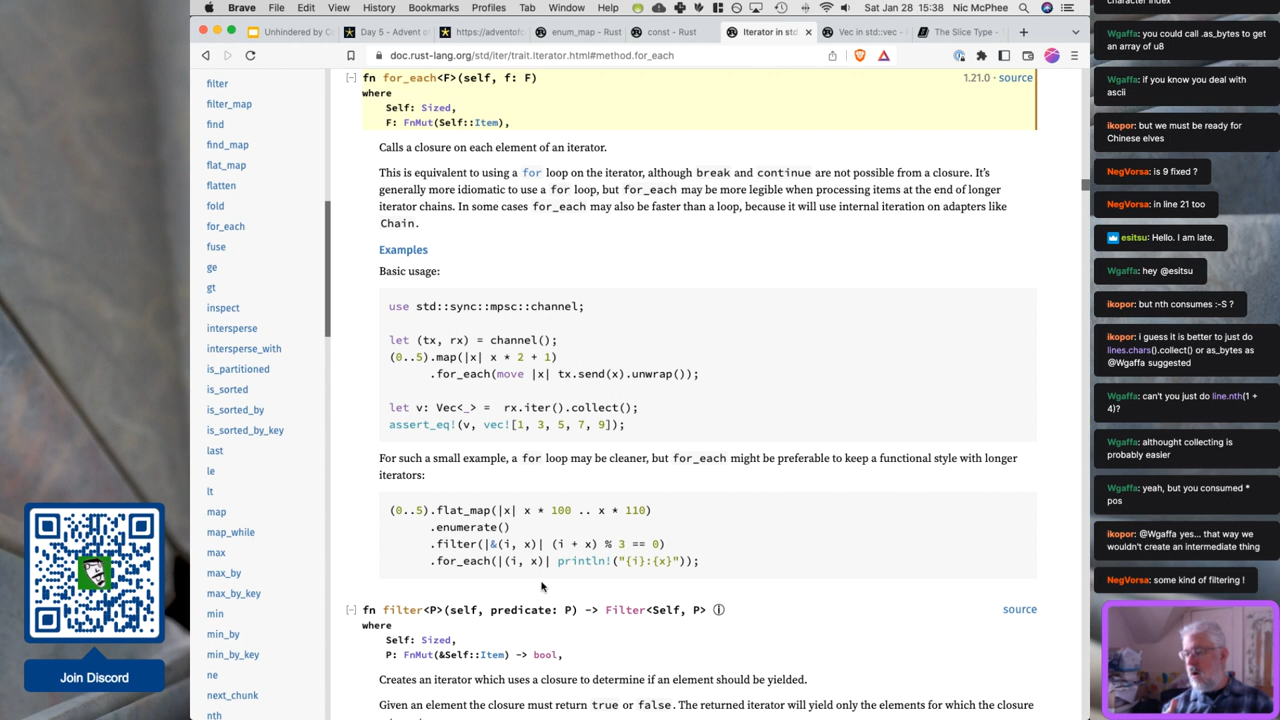 Brave File Edit View History Bookmarks Profiles Tab Window Help Sat Jan 28 15:38 Nic McPhee
Unhindered by Co
Day 5 - Advent o
https://adventofc
enum_map - Rust
const - Rust
Iterator in std
Vec in std::vec -
The Slice Type -
doc.rust-lang.org/std/iter/trait.Iterator.html#method.for_each
filter
filter_map
find
find_map
flat_map
flatten
fold
for_each
fuse
ge
gt
inspect
intersperse
intersperse_with
is_partitioned
is_sorted
is_sorted_by
is_sorted_by_key
last
le
lt
map
map_while
max
max_by
max_by_key
min
min_by
min_by_key
ne
next_chunk
nth
[-] fn for_each<F>(self, f: F) 1.21.0 · source
where
Self: Sized,
F: FnMut(Self::Item),
Calls a closure on each element of an iterator.
This is equivalent to using a for loop on the iterator, although break and continue are not possible from a closure. It's
generally more idiomatic to use a for loop, but for_each may be more legible when processing items at the end of longer
iterator chains. In some cases for_each may also be faster than a loop, because it will use internal iteration on adapters like
Chain.
Examples
Basic usage:
use std::sync::mpsc::channel;
let (tx, rx) = channel();
(0..5).map(|x| x * 2 + 1)
.for_each(move |x| tx.send(x).unwrap());
let v: Vec<_> = rx.iter().collect();
assert_eq!(v, vec![1, 3, 5, 7, 9]);
For such a small example, a for loop may be cleaner, but for_each might be preferable to keep a functional style with longer
iterators:
(0..5).flat_map(|x| x * 100 .. x * 110)
.enumerate()
.filter(|&(i, x)| (i + x) % 3 == 0)
.for_each(|(i, x)| println!("{i}:{x}"));
[-] fn filter<P>(self, predicate: P) -> Filter<Self, P> ⓘ source
where
Self: Sized,
P: FnMut(&Self::Item) -> bool,
Creates an iterator which uses a closure to determine if an element should be yielded.
Given an element the closure must return true or false. The returned iterator will yield only the elements for which the closure
Join Discord
character index
Wgaffa: you could call .as_bytes to get
an array of u8
Wgaffa: if you know you deal with
ascii
ikopor: but we must be ready for
Chinese elves
NegVorsa: is 9 fixed ?
NegVorsa: in line 21 too
esitsu: Hello. I am late.
Wgaffa: hey @esitsu
ikopor: but nth consumes :-S ?
ikopor: i guess it is better to just do
lines.chars().collect() or as_bytes as
@Wgaffa suggested
Wgaffa: can't you just do line.nth(1 +
4)?
Wgaffa: althought collecting is
probably easier
Wgaffa: yeah, but you consumed *
pos
ikopor: @Wgaffa yes... that way we
wouldn't create an intermediate thing
NegVorsa: some kind of filtering !